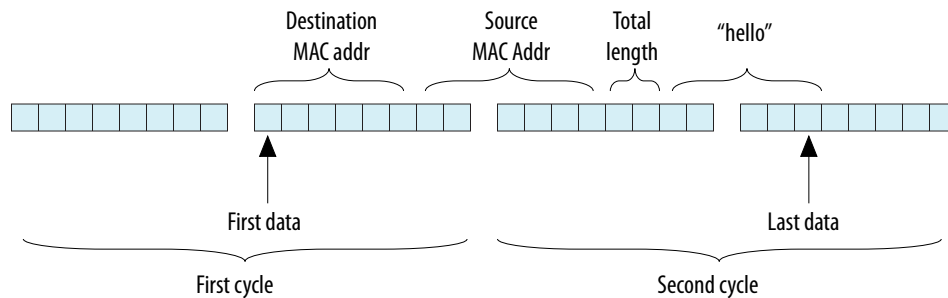 Destination
MAC addr
Source
MAC Addr
Total
length
“hello”
First data
Last data
First cycle
Second cycle